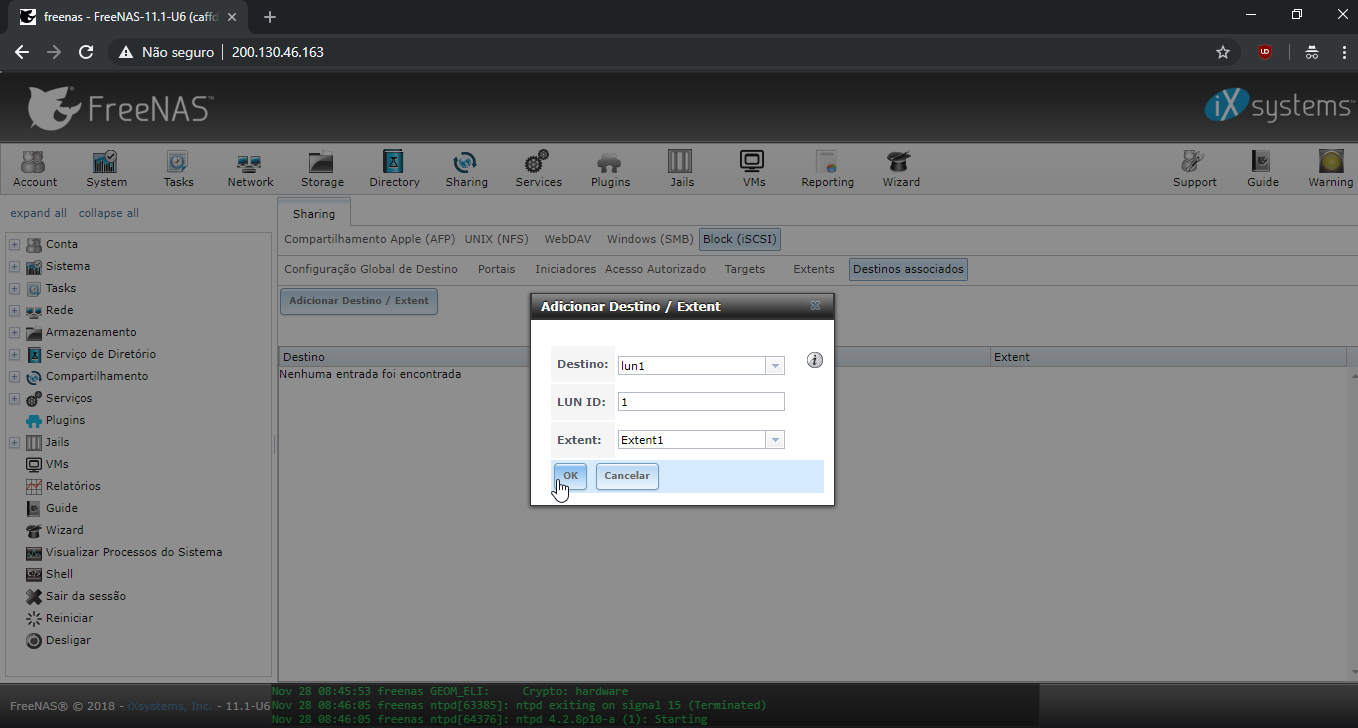 freenas - FreeNAS-11.1-U6 (caffd
Não seguro 200.130.46.163
FreeNAS™
iXsystems™
Account System Tasks Network Storage Directory Sharing Services Plugins Jails VMs Reporting Wizard Support Guide Warning
expand all collapse all
Conta
Sistema
Tasks
Rede
Armazenamento
Serviço de Diretório
Compartilhamento
Serviços
Plugins
Jails
VMs
Relatórios
Guide
Wizard
Visualizar Processos do Sistema
Shell
Sair da sessão
Reiniciar
Desligar
Sharing
Compartilhamento Apple (AFP) UNIX (NFS) WebDAV Windows (SMB) Block (iSCSI)
Configuração Global de Destino Portais Iniciadores Acesso Autorizado Targets Extents Destinos associados
Adicionar Destino / Extent
Destino Extent
Nenhuma entrada foi encontrada
Adicionar Destino / Extent
Destino: lun1
LUN ID: 1
Extent: Extent1
OK Cancelar
FreeNAS® © 2018 - iXsystems, Inc. - 11.1-U6
Nov 28 08:45:53 freenas GEOM_ELI: Crypto: hardware
Nov 28 08:46:05 freenas ntpd[63385]: ntpd exiting on signal 15 (Terminated)
Nov 28 08:46:05 freenas ntpd[64376]: ntpd 4.2.8p10-a (1): Starting